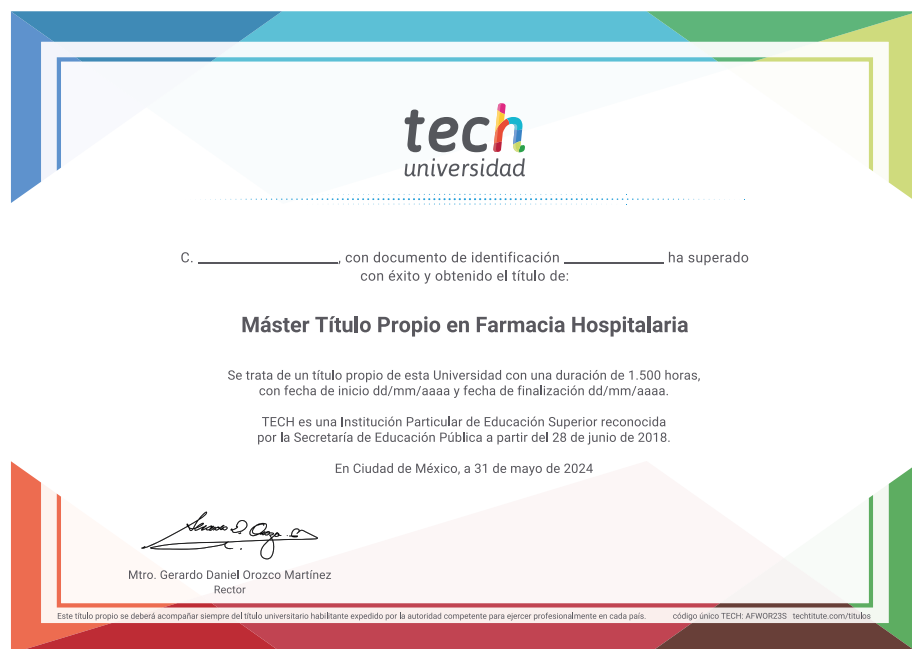 tech
universidad
C. ____________, con documento de identificación ____________ ha superado
con éxito y obtenido el título de:
Máster Título Propio en Farmacia Hospitalaria
Se trata de un título propio de esta Universidad con una duración de 1.500 horas,
con fecha de inicio dd/mm/aaaa y fecha de finalización dd/mm/aaaa.
TECH es una Institución Particular de Educación Superior reconocida
por la Secretaría de Educación Pública a partir del 28 de junio de 2018.
En Ciudad de México, a 31 de mayo de 2024
Mtro. Gerardo Daniel Orozco Martínez
Rector
Este título propio se deberá acompañar siempre del título universitario habilitante expedido por la autoridad competente para ejercer profesionalmente en cada país. código único TECH: AFWOR23S techtitute.com/titulos